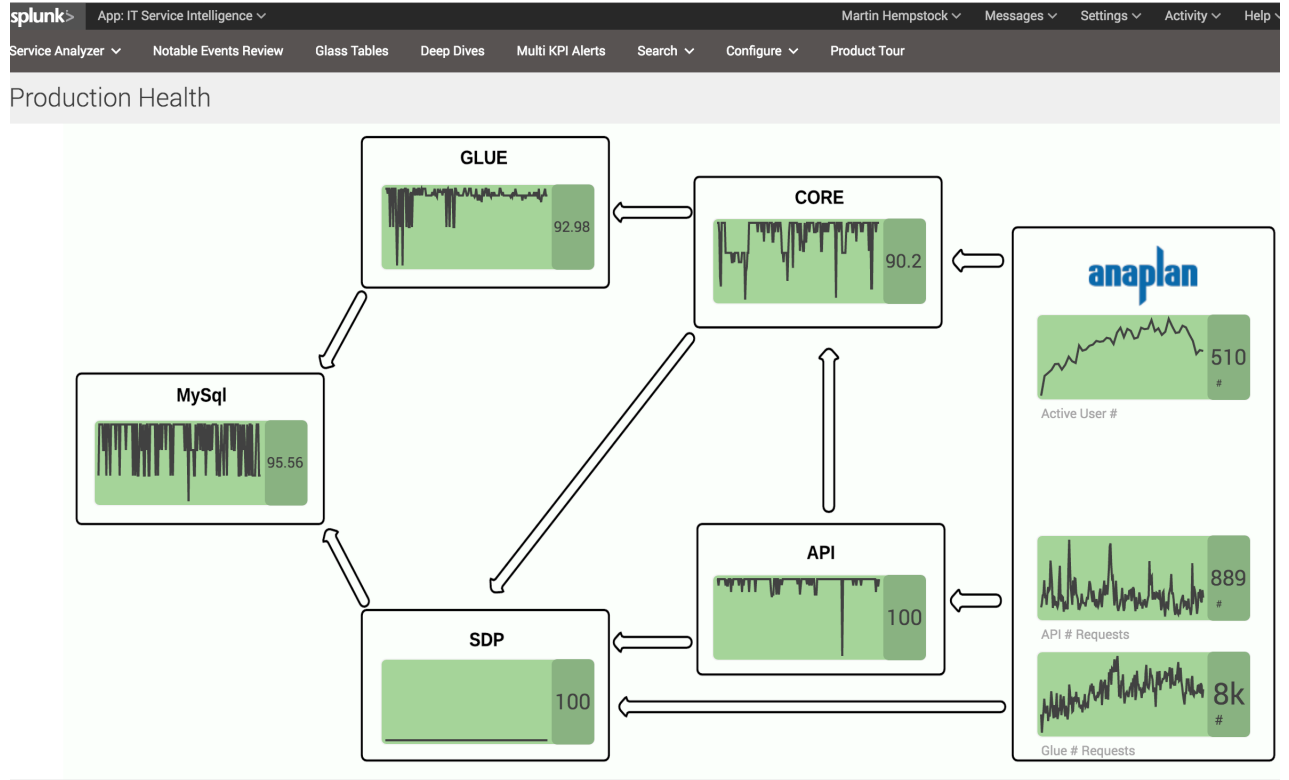 splunk> App: IT Service Intelligence Martin Hempstock Messages Settings Activity Help
Service Analyzer Notable Events Review Glass Tables Deep Dives Multi KPI Alerts Search Configure Product Tour
Production Health
GLUE
92.98
CORE
90.2
anaplan
510
#
Active User #
MySql
95.56
API
100
889
#
API # Requests
SDP
100
8k
#
Glue # Requests